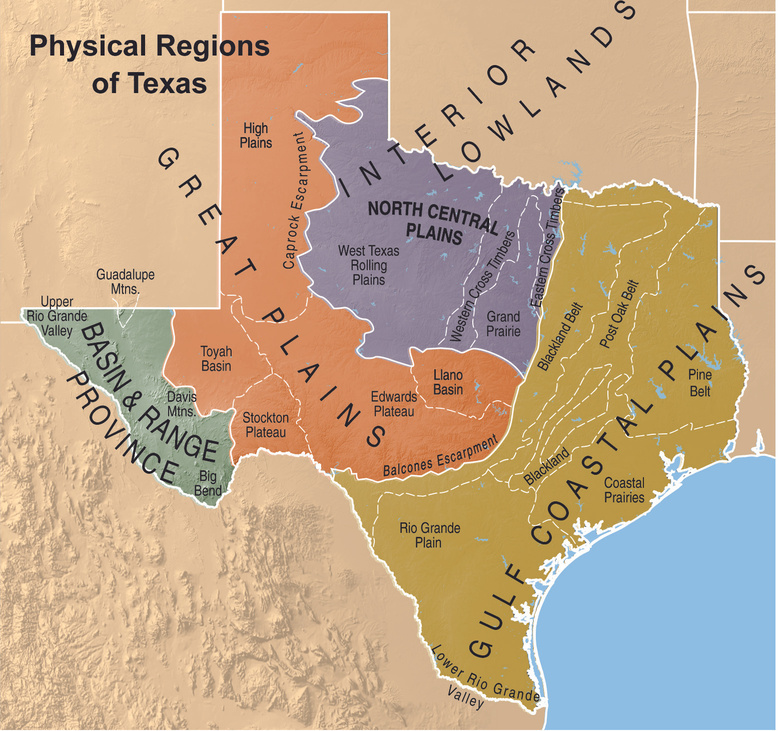 Physical Regions
of Texas
INTERIOR
LOWLANDS
GREAT PLAINS
High
Plains
Caprock Escarpment
NORTH CENTRAL
PLAINS
West Texas
Rolling
Plains
Western Cross Timbers
Eastern Cross Timbers
Grand
Prairie
Guadalupe
Mtns.
Upper
Rio Grande
Valley
BASIN & RANGE
PROVINCE
Toyah
Basin
Davis
Mtns.
Stockton
Plateau
Big
Bend
Edwards
Plateau
Llano
Basin
Balcones Escarpment
Blackland Belt
Post Oak Belt
Pine
Belt
GULF COASTAL PLAINS
Blackland
Coastal
Prairies
Rio Grande
Plain
Lower Rio Grande
Valley